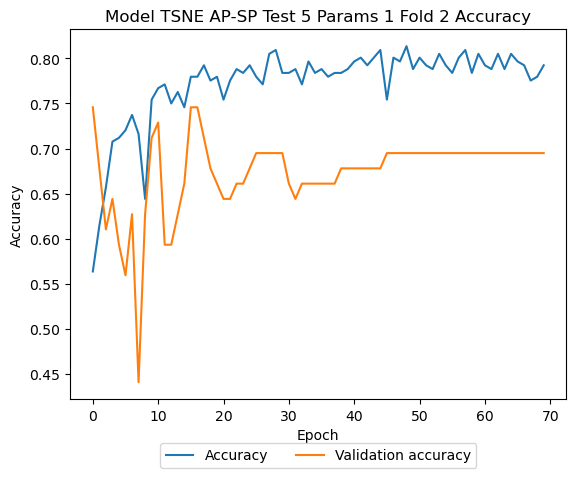 Model TSNE AP-SP Test 5 Params 1 Fold 2 Accuracy
Accuracy
0.80
0.75
0.70
0.65
0.60
0.55
0.50
0.45
0 10 20 30 40 50 60 70
Epoch
Accuracy Validation accuracy